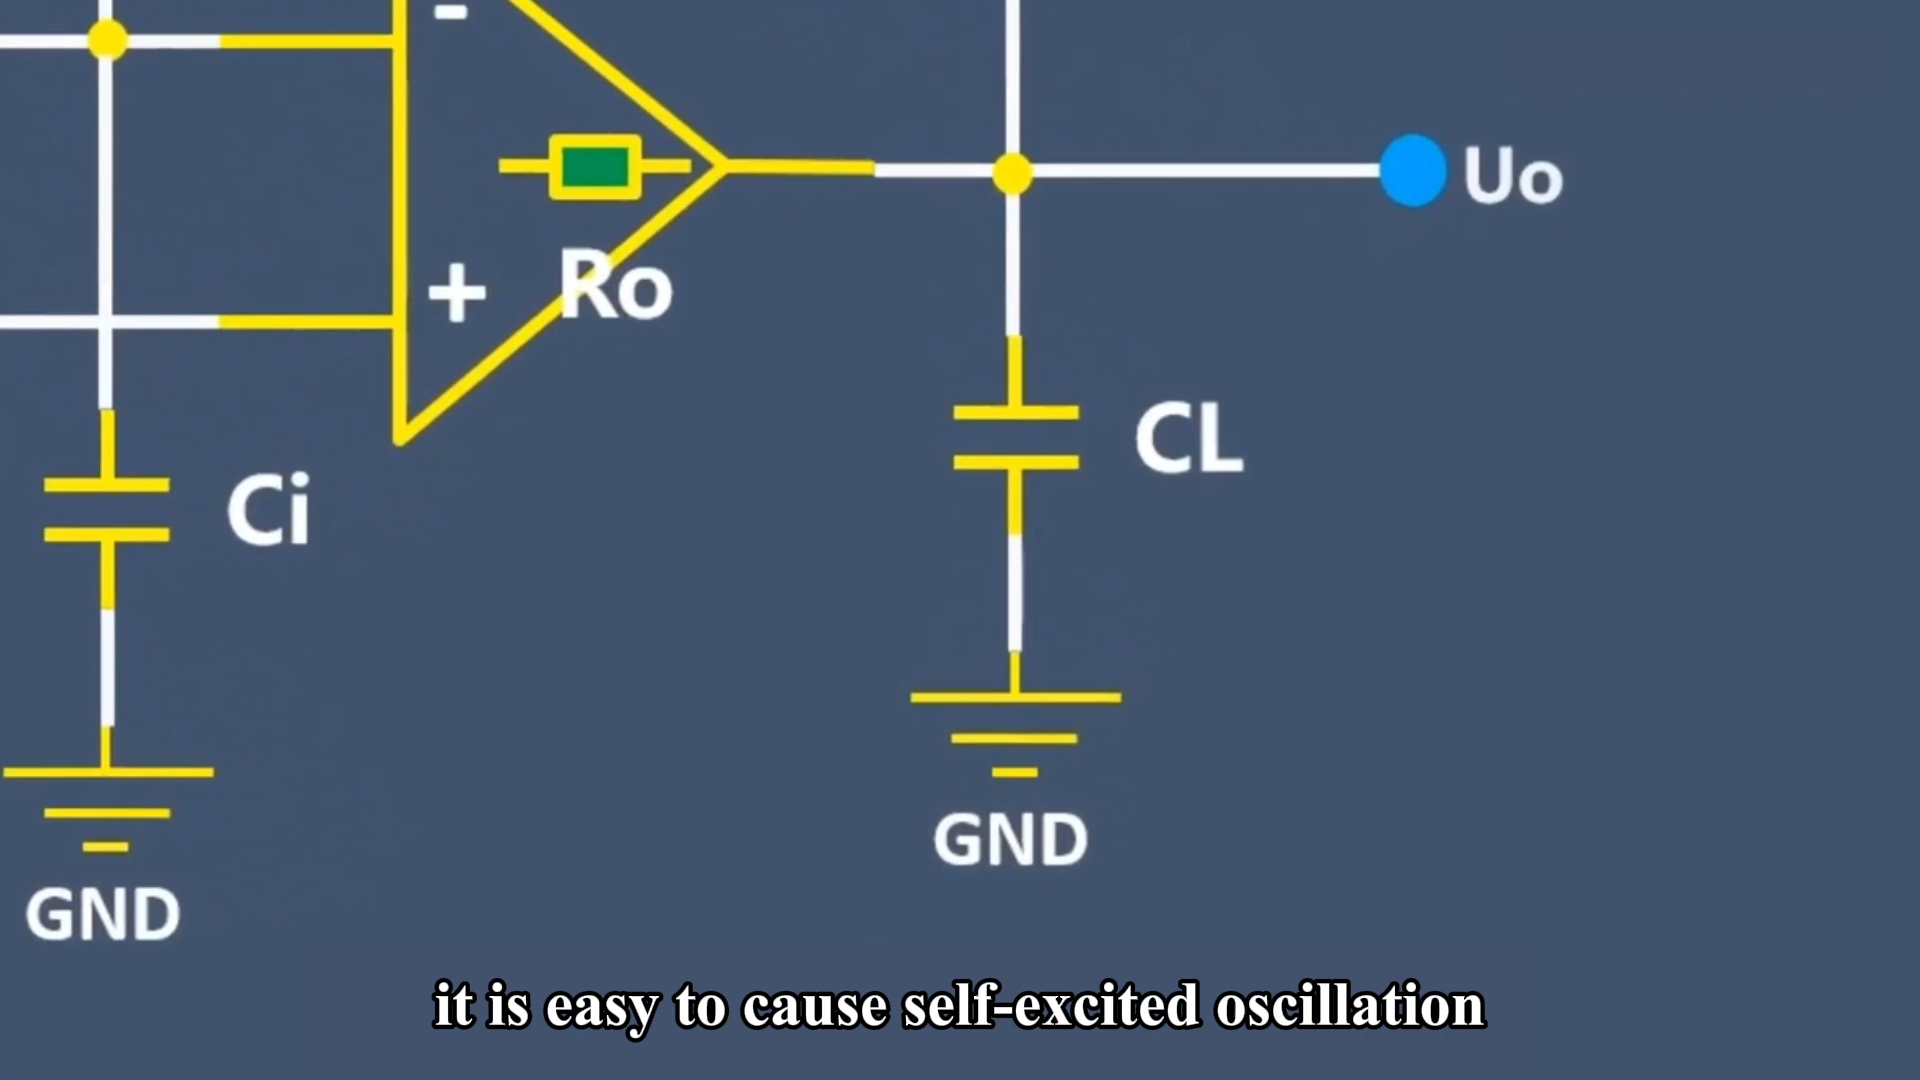 -
+
Ro
Uo
Ci
CL
GND
GND
it is easy to cause self-excited oscillation